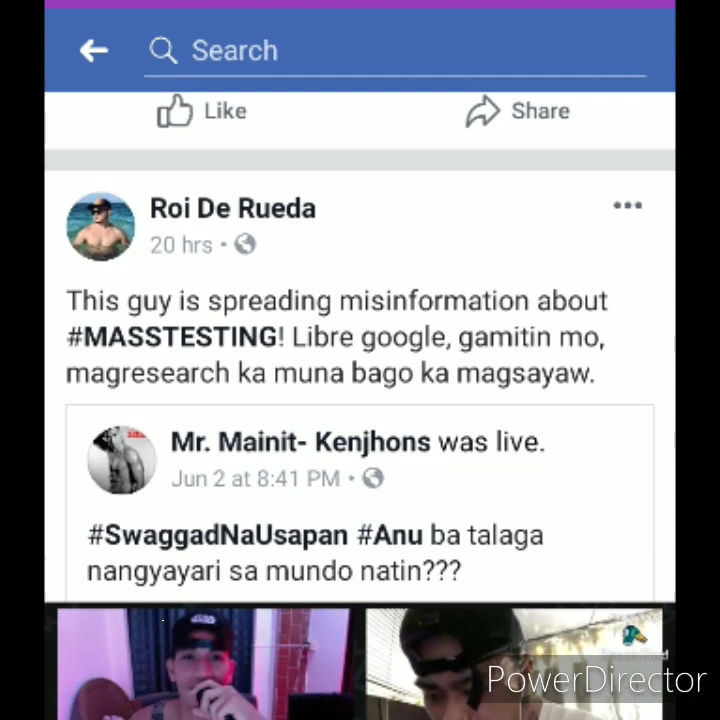 Search
Like
Share
Roi De Rueda
20 hrs •
This guy is spreading misinformation about
#MASSTESTING! Libre google, gamitin mo,
magresearch ka muna bago ka magsayaw.
Mr. Mainit- Kenjhons was live.
Jun 2 at 8:41 PM •
#SwaggadNaUsapan #Anu ba talaga
nangyayari sa mundo natin???
PowerDirector